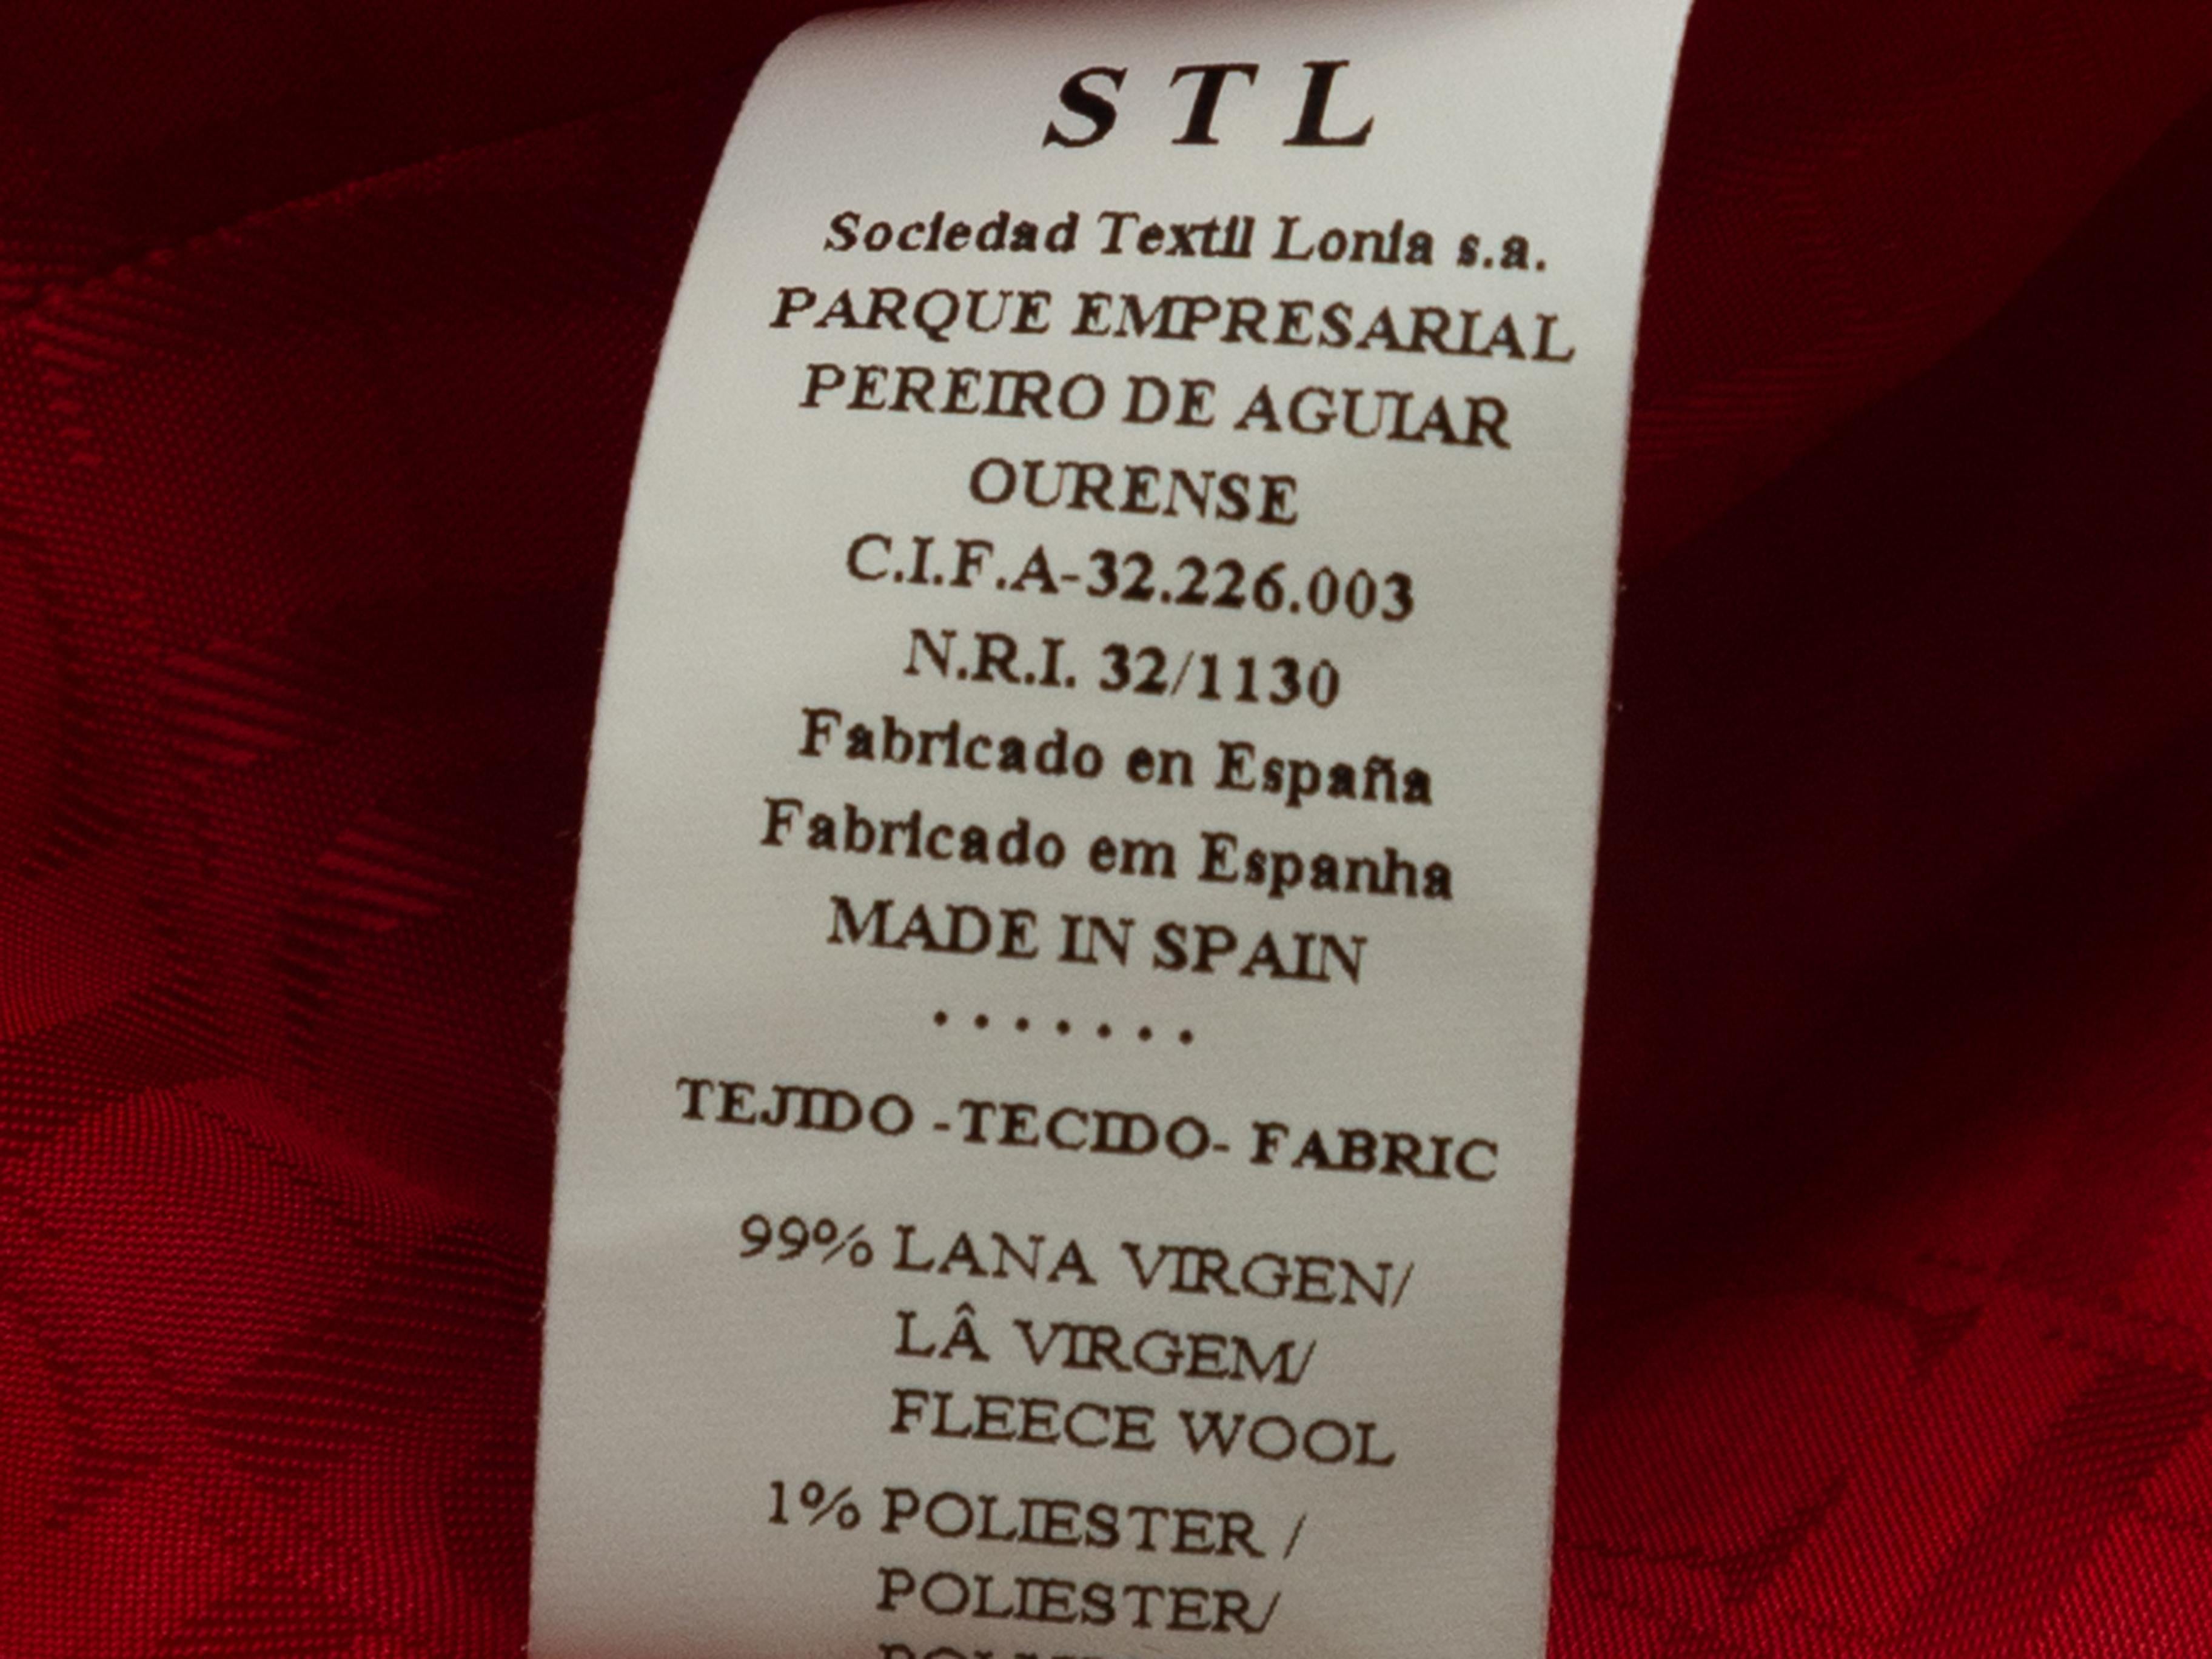 STL
Sociedad Textil Lonia s.a.
PARQUE EMPRESARIAL
PEREIRO DE AGUIAR
OURENSE
C.I.F.A-32.226.003
N.R.I. 32/1130
Fabricado en España
Fabricado em Espanha
MADE IN SPAIN
.......
TEJIDO -TECIDO- FABRIC
99% LANA VIRGEN/
LÂ VIRGEM/
FLEECE WOOL
1% POLIESTER /
POLIESTER/